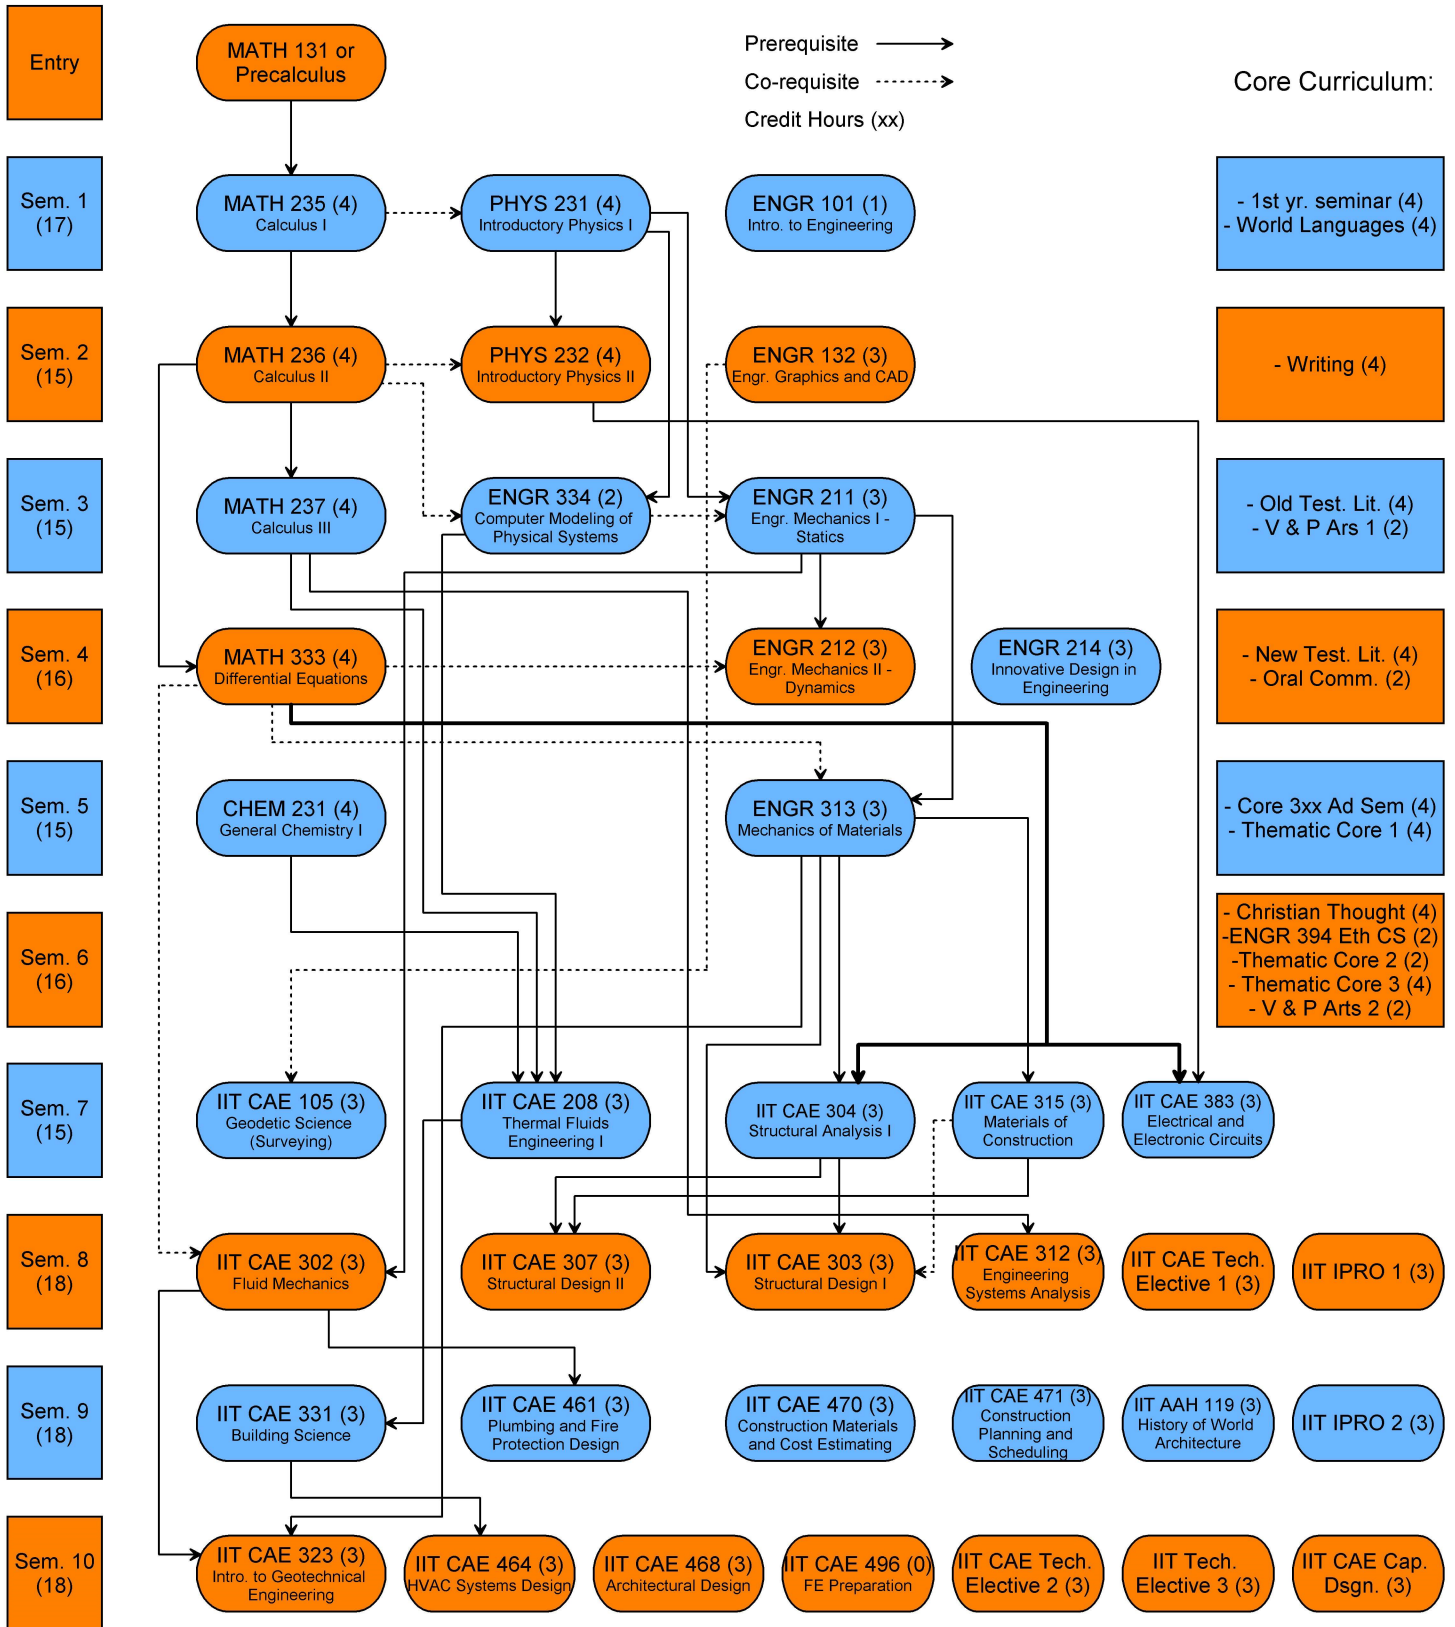 Entry
MATH 131 or
Precalculus
Prerequisite
Co-requisite
Credit Hours (xx)
Core Curriculum:
Sem. 1
(17)
MATH 235 (4)
Calculus I
PHYS 231 (4)
Introductory Physics I
ENGR 101 (1)
Intro. to Engineering
- 1st yr. seminar (4)
- World Languages (4)
Sem. 2
(15)
MATH 236 (4)
Calculus II
PHYS 232 (4)
Introductory Physics II
ENGR 132 (3)
Engr. Graphics and CAD
- Writing (4)
Sem. 3
(15)
MATH 237 (4)
Calculus III
ENGR 334 (2)
Computer Modeling of
Physical Systems
ENGR 211 (3)
Engr. Mechanics I -
Statics
- Old Test. Lit. (4)
- V & P Ars 1 (2)
Sem. 4
(16)
MATH 333 (4)
Differential Equations
ENGR 212 (3)
Engr. Mechanics II -
Dynamics
ENGR 214 (3)
Innovative Design in
Engineering
- New Test. Lit. (4)
- Oral Comm. (2)
Sem. 5
(15)
CHEM 231 (4)
General Chemistry I
ENGR 313 (3)
Mechanics of Materials
- Core 3xx Ad Sem (4)
- Thematic Core 1 (4)
Sem. 6
(16)
- Christian Thought (4)
-ENGR 394 Eth CS (2)
-Thematic Core 2 (2)
- Thematic Core 3 (4)
- V & P Arts 2 (2)
Sem. 7
(15)
IIT CAE 105 (3)
Geodetic Science
(Surveying)
IIT CAE 208 (3)
Thermal Fluids
Engineering I
IIT CAE 304 (3)
Structural Analysis I
IIT CAE 315 (3)
Materials of
Construction
IIT CAE 383 (3)
Electrical and
Electronic Circuits
Sem. 8
(18)
IIT CAE 302 (3)
Fluid Mechanics
IIT CAE 307 (3)
Structural Design II
IIT CAE 303 (3)
Structural Design I
IIT CAE 312 (3)
Engineering
Systems Analysis
IIT CAE Tech.
Elective 1 (3)
IIT IPRO 1 (3)
Sem. 9
(18)
IIT CAE 331 (3)
Building Science
IIT CAE 461 (3)
Plumbing and Fire
Protection Design
IIT CAE 470 (3)
Construction Materials
and Cost Estimating
IIT CAE 471 (3)
Construction
Planning and
Scheduling
IIT AAH 119 (3)
History of World
Architecture
IIT IPRO 2 (3)
Sem. 10
(18)
IIT CAE 323 (3)
Intro. to Geotechnical
Engineering
IIT CAE 464 (3)
HVAC Systems Design
IIT CAE 468 (3)
Architectural Design
IIT CAE 496 (0)
FE Preparation
IIT CAE Tech.
Elective 2 (3)
IIT Tech.
Elective 3 (3)
IIT CAE Cap.
Dsgn. (3)